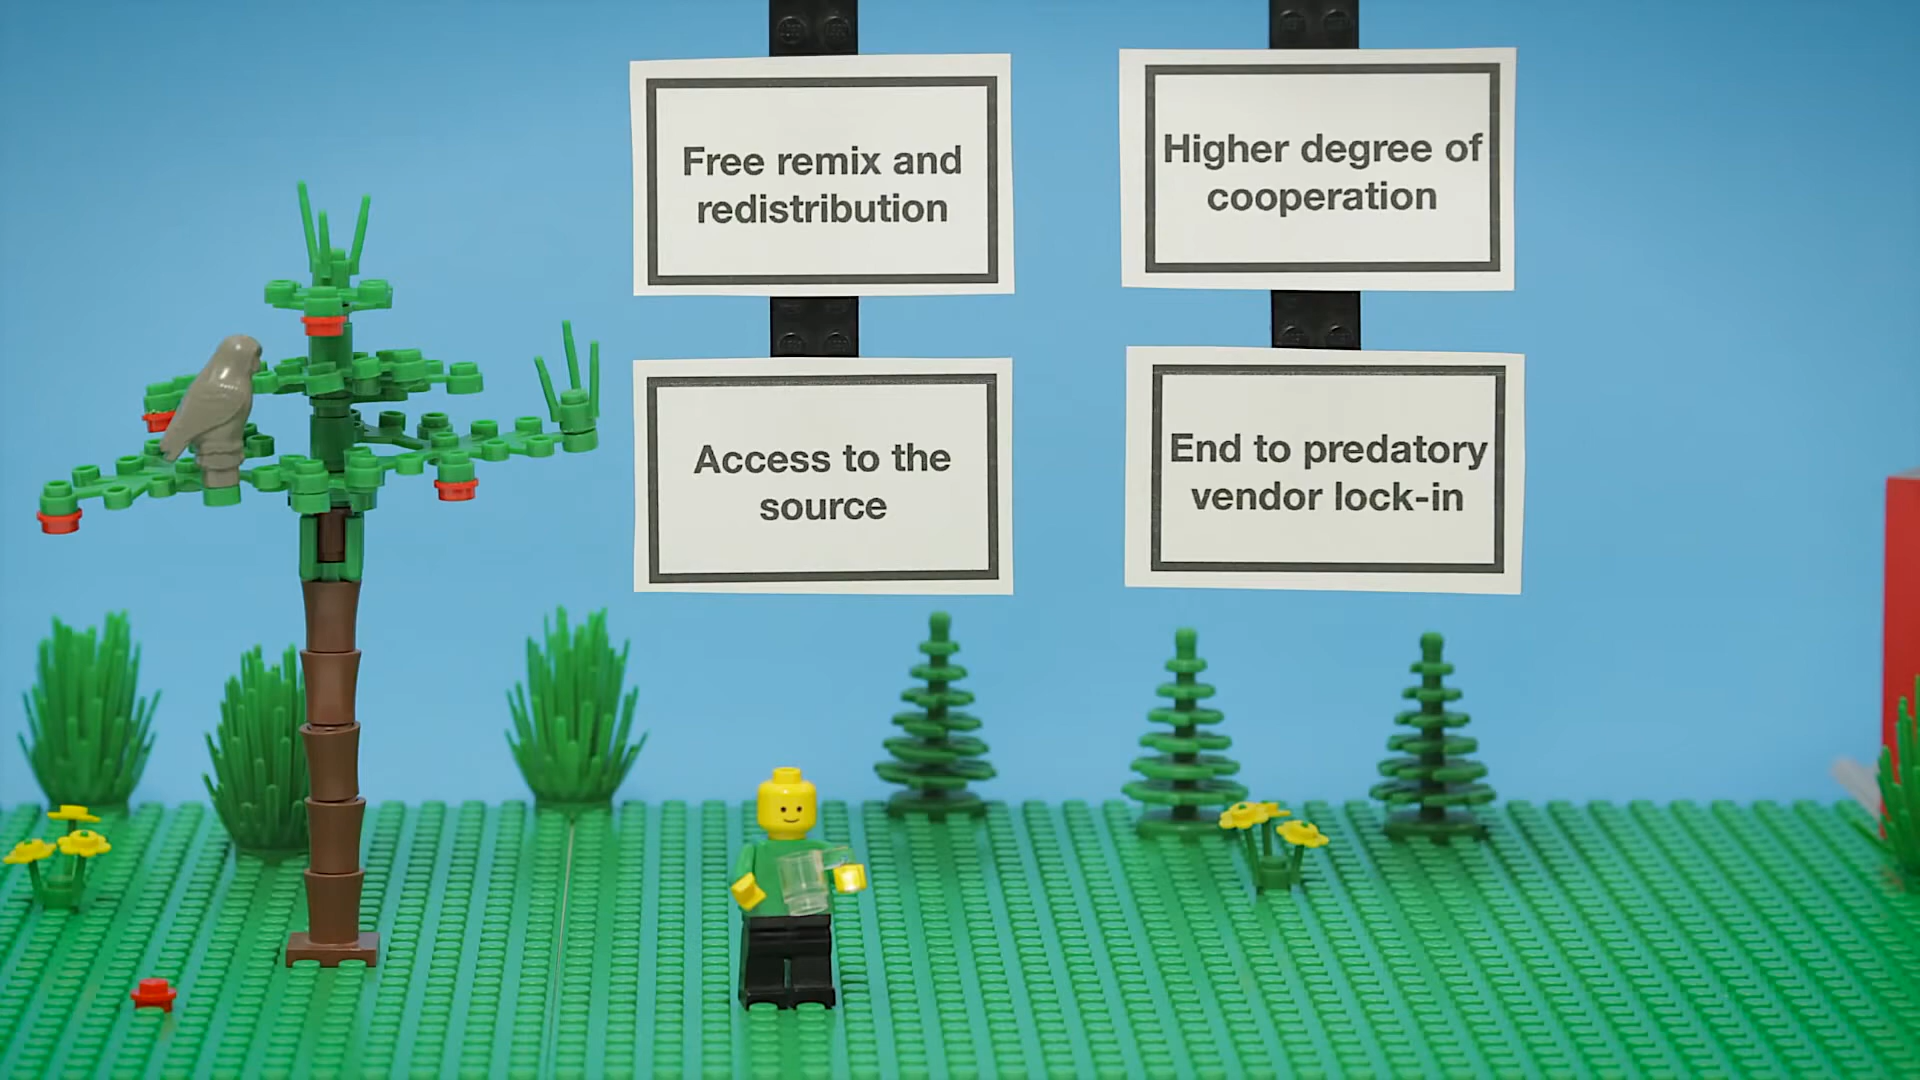 Free remix and
redistribution
Higher degree of
cooperation
Access to the
source
End to predatory
vendor lock-in